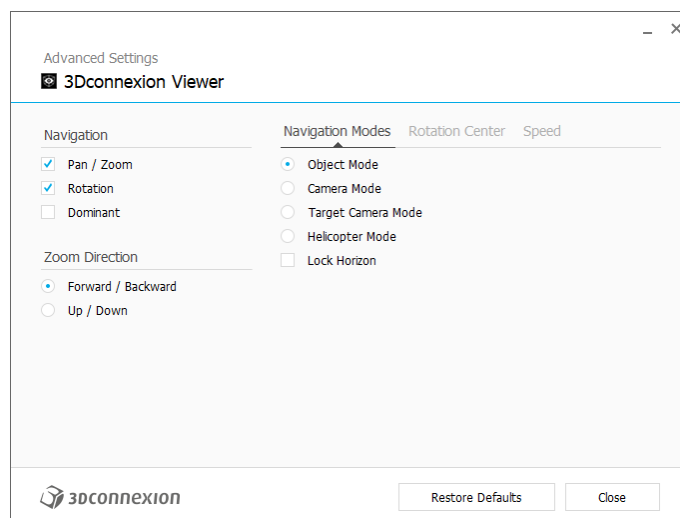 Advanced Settings
3Dconnexion Viewer
Navigation
Pan / Zoom
Rotation
Dominant
Zoom Direction
Forward / Backward
Up / Down
Navigation Modes Rotation Center Speed
Object Mode
Camera Mode
Target Camera Mode
Helicopter Mode
Lock Horizon
3Dconnexion
Restore Defaults Close